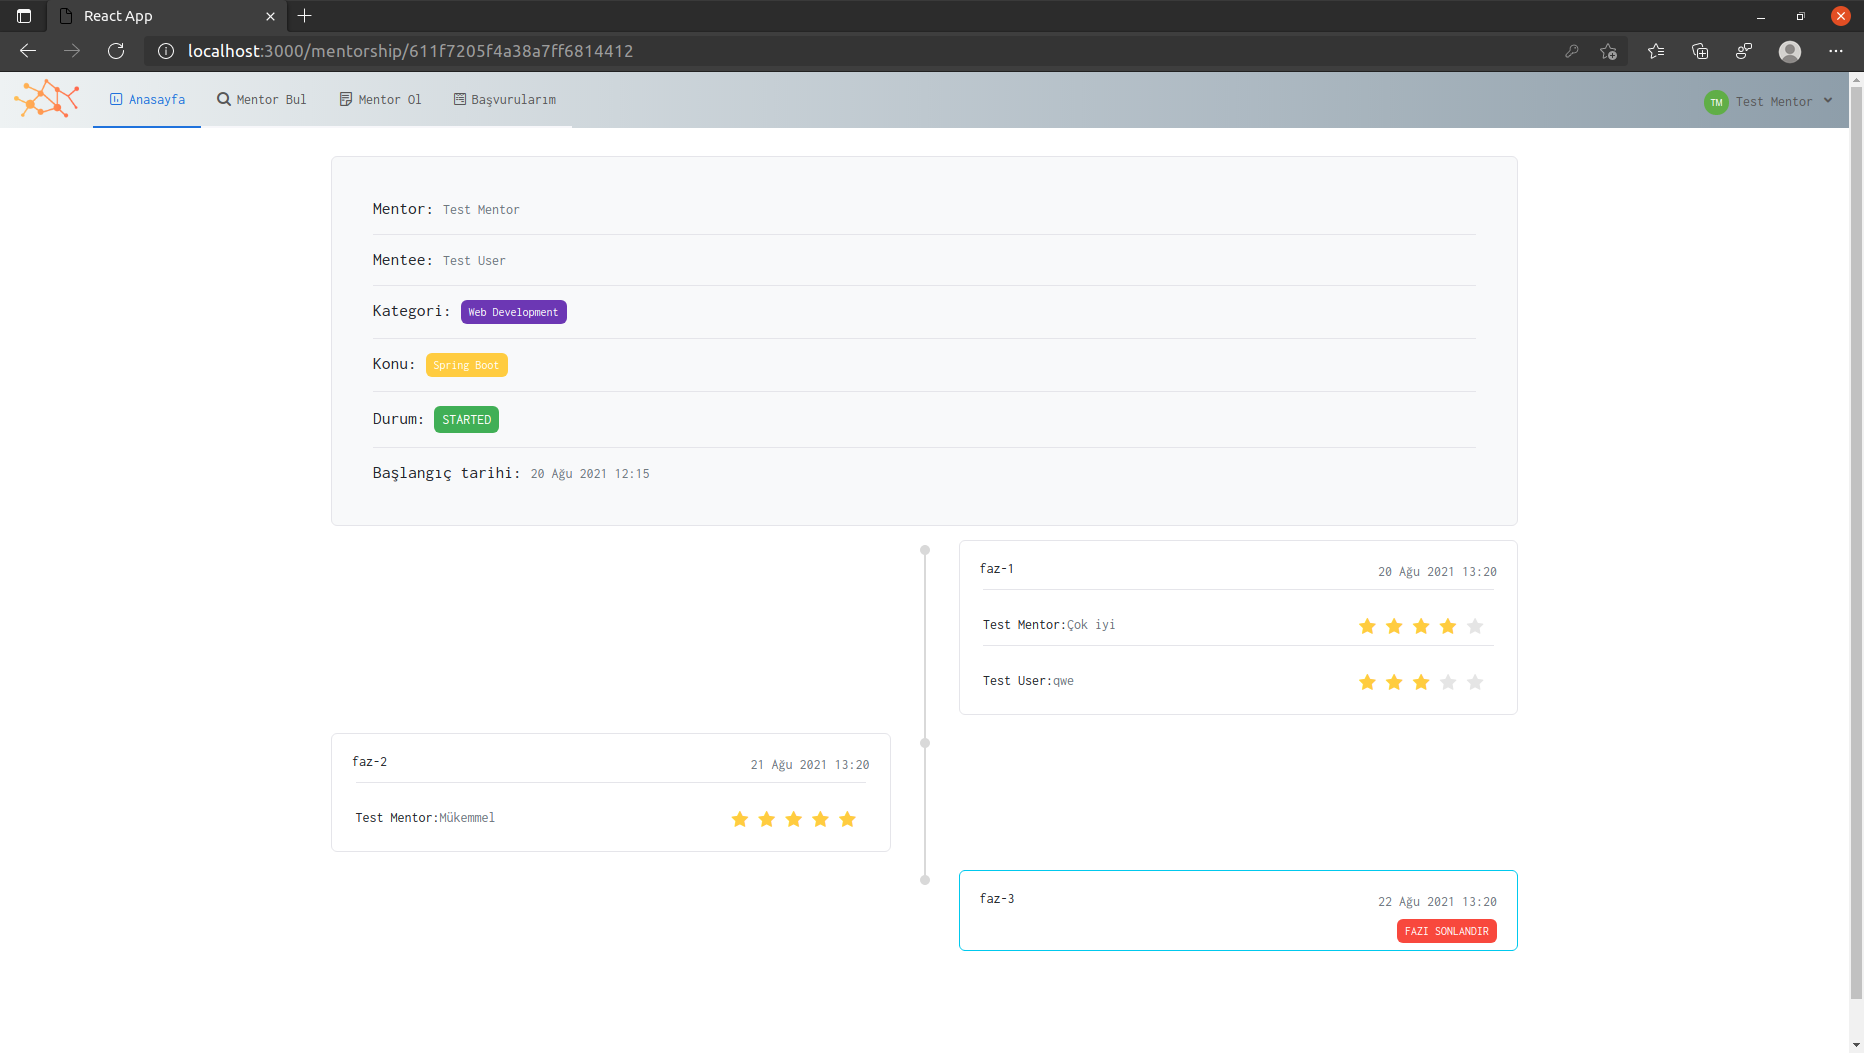 React App
localhost:3000/mentorship/611f7205f4a38a7ff6814412
Anasayfa Mentor Bul Mentor Ol Başvurularım TM Test Mentor
Mentor: Test Mentor
Mentee: Test User
Kategori: Web Development
Konu: Spring Boot
Durum: STARTED
Başlangıç tarihi: 20 Ağu 2021 12:15
faz-1 20 Ağu 2021 13:20
Test Mentor:Çok iyi
Test User:qwe
faz-2 21 Ağu 2021 13:20
Test Mentor:Mükemmel
faz-3 22 Ağu 2021 13:20
FAZI SONLANDIR